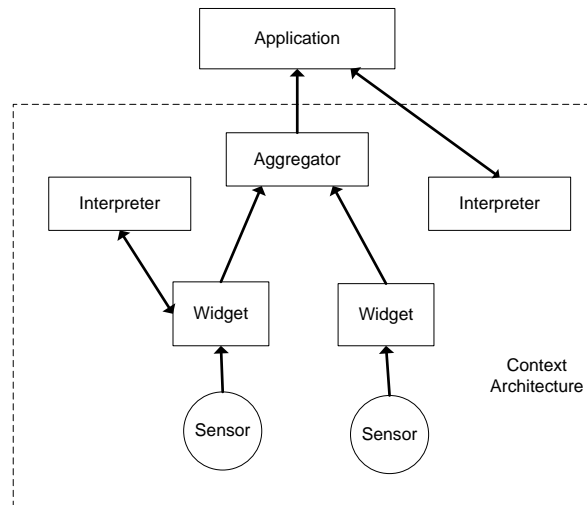 Application
Aggregator
Interpreter
Interpreter
Widget
Widget
Context
Architecture
Sensor
Sensor